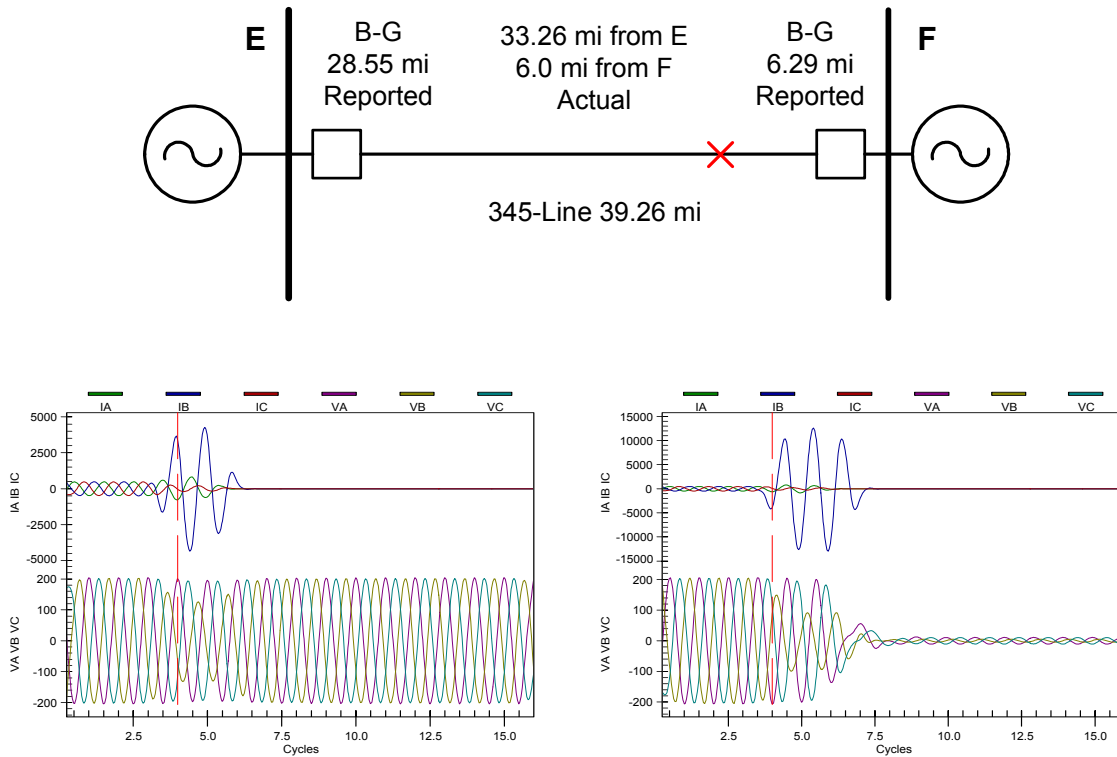 E
B-G
28.55 mi
Reported
33.26 mi from E
6.0 mi from F
Actual
B-G
6.29 mi
Reported
F
345-Line 39.26 mi
IA IB IC VA VB VC
5000
2500
0
-2500
-5000
IA IB IC
200
100
0
-100
-200
VA VB VC
2.5 5.0 7.5 10.0 12.5 15.0
Cycles
IA IB IC VA VB VC
15000
10000
5000
0
-5000
-10000
-15000
IA IB IC
200
100
0
-100
-200
VA VB VC
2.5 5.0 7.5 10.0 12.5 15.0
Cycles